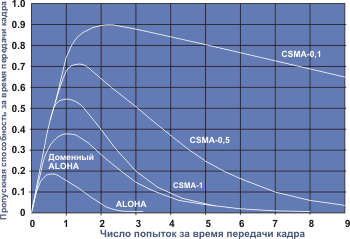 Пропускная способность за время передачи кадра
1.0
0.9
0.8
0.7
0.6
0.5
0.4
0.3
0.2
0.1
0
CSMA-0,1
CSMA-0,5
Доменный
ALOHA
CSMA-1
ALOHA
0 1 2 3 4 5 6 7 8 9
Число попыток за время передачи кадра